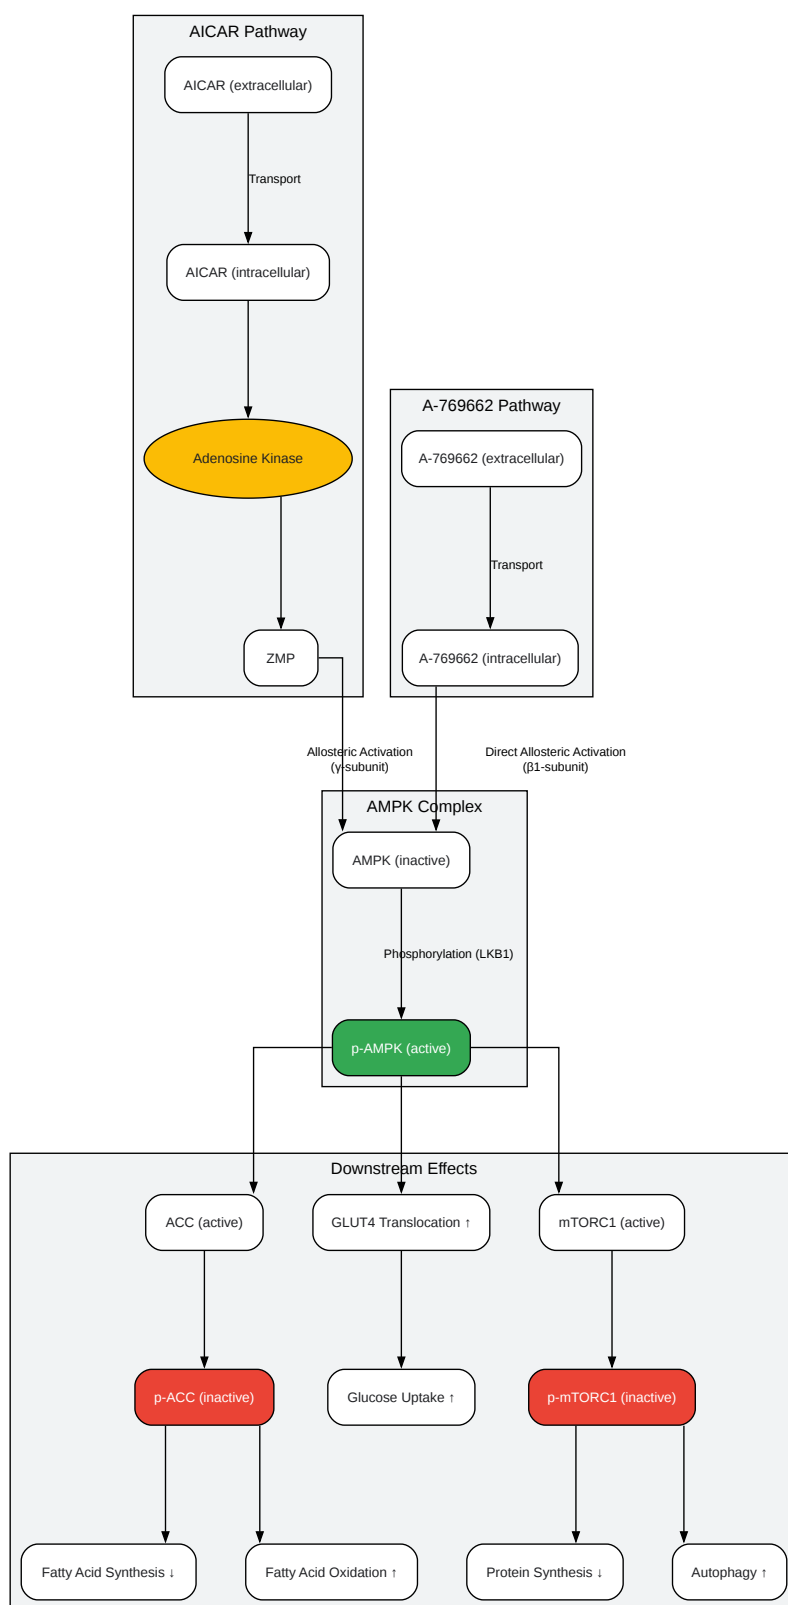 AICAR Pathway
AICAR (extracellular)
Transport
AICAR (intracellular)
Adenosine Kinase
ZMP
A-769662 Pathway
A-769662 (extracellular)
Transport
A-769662 (intracellular)
Allosteric Activation
(γ-subunit)
Direct Allosteric Activation
(β1-subunit)
AMPK Complex
AMPK (inactive)
Phosphorylation (LKB1)
p-AMPK (active)
Downstream Effects
ACC (active)
GLUT4 Translocation ↑
mTORC1 (active)
p-ACC (inactive)
Glucose Uptake ↑
p-mTORC1 (inactive)
Fatty Acid Synthesis ↓
Fatty Acid Oxidation ↑
Protein Synthesis ↓
Autophagy ↑